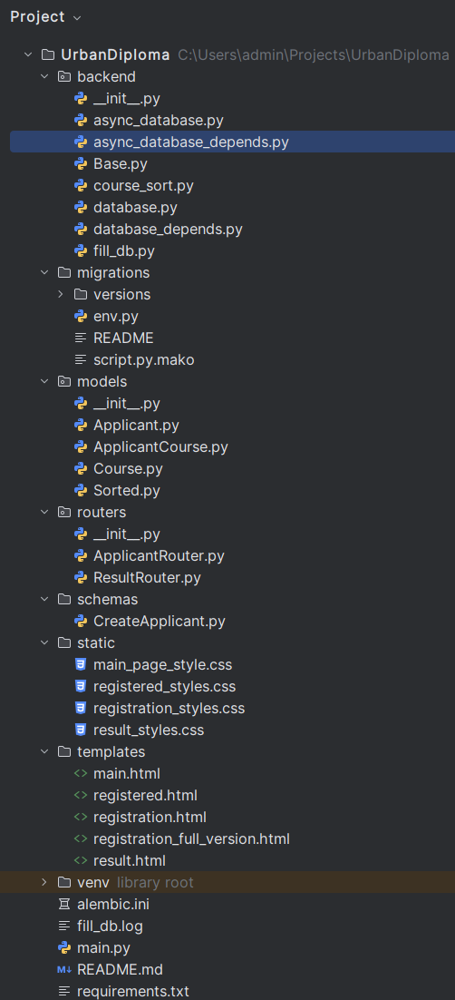 Project
UrbanDiploma C:\Users\admin\Projects\UrbanDiploma
backend
__init__.py
async_database.py
async_database_depends.py
Base.py
course_sort.py
database.py
database_depends.py
fill_db.py
migrations
versions
env.py
README
script.py.mako
models
__init__.py
Applicant.py
ApplicantCourse.py
Course.py
Sorted.py
routers
__init__.py
ApplicantRouter.py
ResultRouter.py
schemas
CreateApplicant.py
static
main_page_style.css
registered_styles.css
registration_styles.css
result_styles.css
templates
main.html
registered.html
registration.html
registration_full_version.html
result.html
venv library root
alembic.ini
fill_db.log
main.py
M↓ README.md
requirements.txt